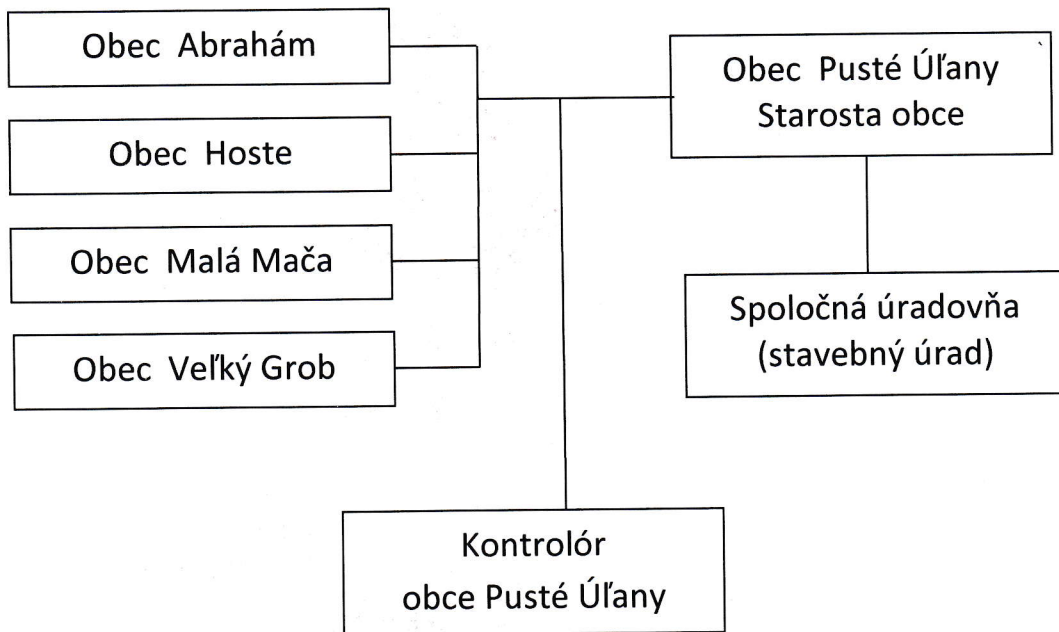 Obec Abrahám
Obec Hoste
Obec Malá Mača
Obec Veľký Grob
Obec Pusté Úľany
Starosta obce
Spoločná úradovňa
(stavebný úrad)
Kontrolór
obce Pusté Úľany